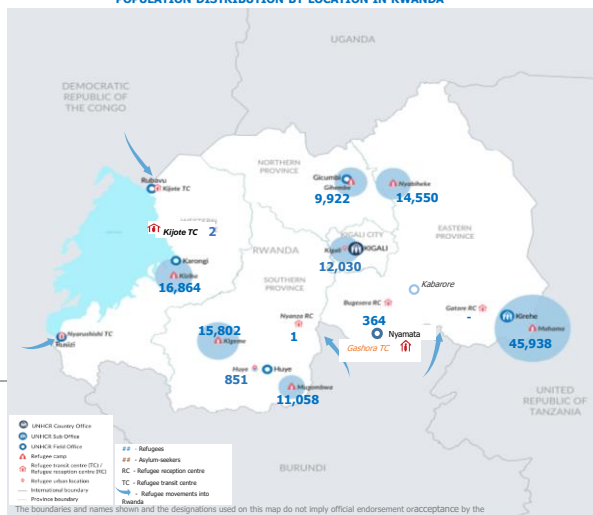 POPULATION DISTRIBUTION BY LOCATION IN RWANDA
UGANDA
DEMOCRATIC
REPUBLIC OF
THE CONGO
NORTHERN
PROVINCE
Rubavu
Kijote TC
Gicumbi
Gihembe
9,922
Nyabiheke
14,550
Kijote TC 2
WESTERN
EASTERN
PROVINCE
KIGALI CITY
RWANDA
Kigali
KIGALI
12,030
Karongi
Kiziba
16,864
SOUTHERN
PROVINCE
Kabarore
Bugesera RC
364
Gatore RC
-
Nyanza RC
1
Nyamata
Gashora TC
Kirehe
Mahama
45,938
Nyarushishi TC
Rusizi
15,802
Kigeme
Huye
Huye
851
Mugombwa
11,058
UNITED
REPUBLIC OF
TANZANIA
BURUNDI
UNHCR Country Office
UNHCR Sub Office
UNHCR Field Office
Refugee camp
Refugee transit centre (TC) /
Refugee reception centre (RC)
Refugee urban location
International boundary
Province boundary
## - Refugees
## - Asylum-seekers
RC - Refugee reception centre
TC - Refugee transit centre
- Refugee movements into
Rwanda
The boundaries and names shown and the designations used on this map do not imply official endorsement oracceptance by the